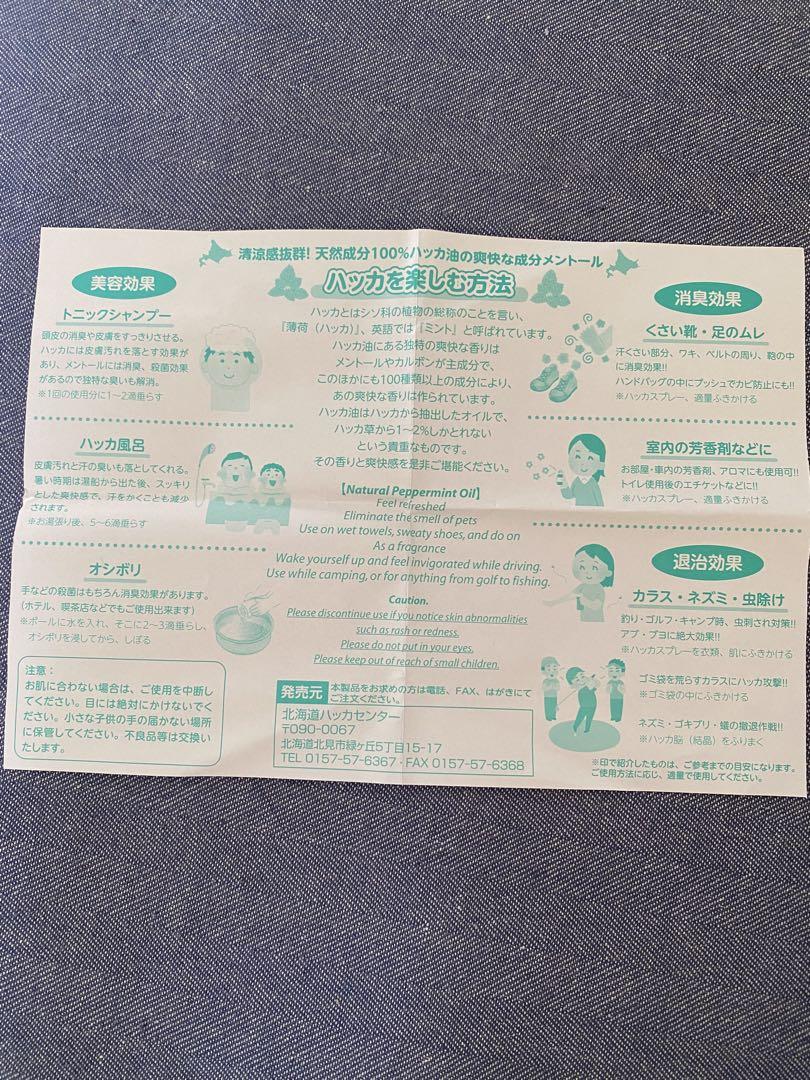 清涼感抜群! 天然成分100%ハッカ油の爽快な成分メントール
ハッカを楽しむ方法
美容効果
トニックシャンプー
頭皮の消臭や皮膚をすっきりさせる。
ハッカには皮膚汚れを落とす効果が
あり、メントールには消臭、殺菌効果
があるので独特な臭いも解消。
※1回の使用分に1〜2滴垂らす
ハッカ風呂
皮膚汚れと汗の臭いも落としてくれる。
暑い時期は湯船から出た後、スッキリ
とした爽快感で、汗をかくことも減少
されます。
※お湯張り後、5〜6滴垂らす
オシボリ
手などの殺菌はもちろん消臭効果があります。
(ホテル、喫茶店などでもご使用出来ます)
※ボールに水を入れ、そこに2〜3滴垂らし、
オシボリを浸してから、しぼる
注意:
お肌に合わない場合は、ご使用を中断し
てください。目には絶対にかけないでく
ださい。小さな子供の手の届かない場所
に保管してください。不良品等は交換い
たします。
ハッカとはシソ科の植物の総称のことを言い、
『薄荷(ハッカ)』、英語では『ミント』と呼ばれています。
ハッカ油にある独特の爽快な香りは
メントールやカルボンが主成分で、
このほかにも100種類以上の成分により、
あの爽快な香りは作られています。
ハッカ油はハッカから抽出したオイルで、
ハッカ草から1〜2%しかとれない
という貴重なものです。
その香りと爽快感を是非ご堪能ください。
【Natural Peppermint Oil】
Feel refreshed
Eliminate the smell of pets
Use on wet towels, sweaty shoes, and do on
As a fragrance
Wake yourself up and feel invigorated while driving.
Use while camping, or for anything from golf to fishing.
Caution.
Please discontinue use if you notice skin abnormalities
such as rash or redness.
Please do not put in your eyes.
Please keep out of reach of small children.
発売元 本製品をお求めの方は電話、FAX、はがきにて
ご注文ください。
北海道ハッカセンター
〒090-0067
北海道北見市緑ヶ丘5丁目15-17
TEL 0157-57-6367・FAX 0157-57-6368
消臭効果
くさい靴・足のムレ
汗くさい部分、ワキ、ベルトの周り、靴の中
に消臭効果!!
ハンドバッグの中にプッシュでカビ防止にも!!
※ハッカスプレー、適量ふきかける
室内の芳香剤などに
お部屋・車内の芳香剤、アロマにも使用可!!
トイレ使用後のエチケットなどに!!
※ハッカスプレー、適量ふきかける
退治効果
カラス・ネズミ・虫除け
釣り・ゴルフ・キャンプ時、虫刺され対策!!
アブ・ブヨに絶大効果!!
※ハッカスプレーを衣類、肌にふきかける
ゴミ袋を荒らすカラスにハッカ攻撃!!
※ゴミ袋の中にふきかける
ネズミ・ゴキブリ・蟻の撤退作戦!!
※ハッカ脳(結晶)をふりまく
※印で紹介したものは、ご参考までの目安になります。
ご使用方法に応じ、適量で使用してください。